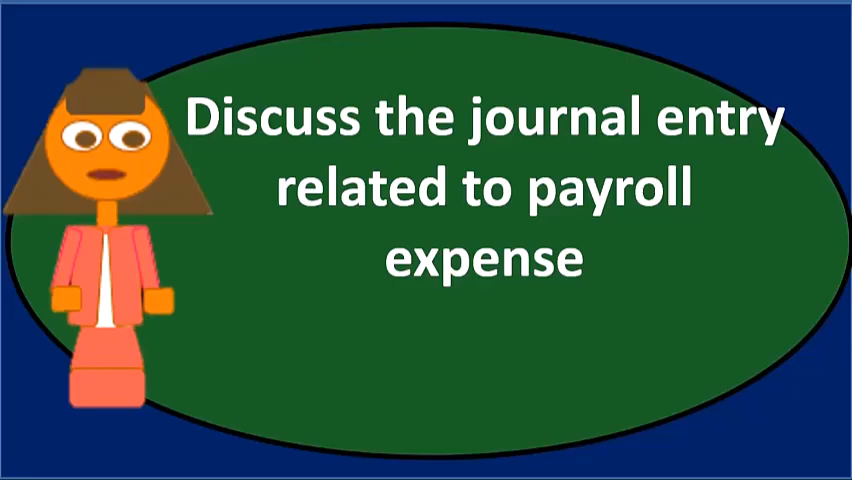 Discuss the journal entry
related to payroll
expense